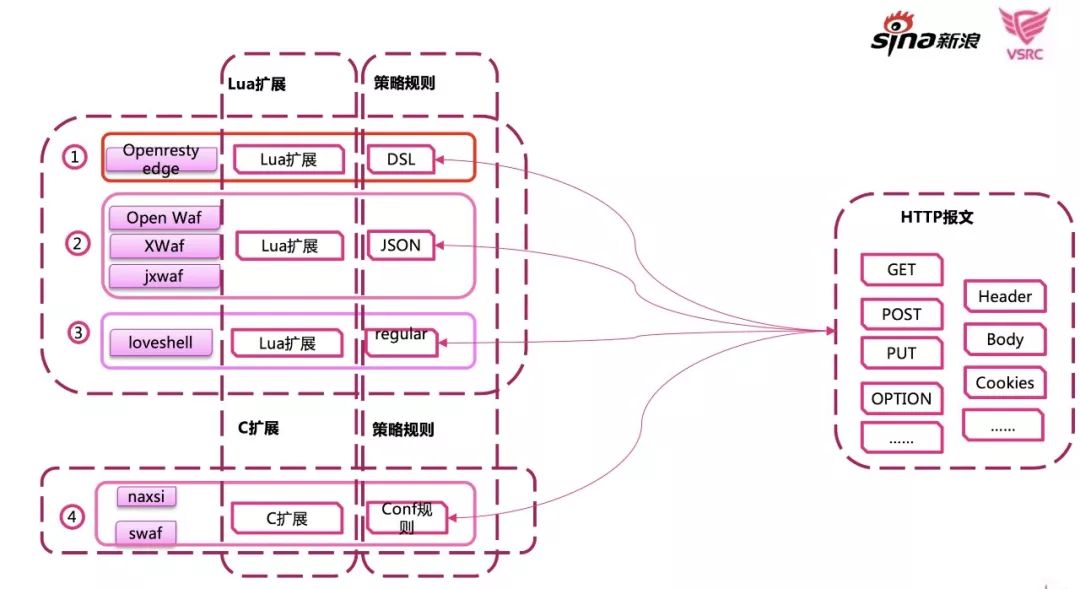 sina新浪
VSRC
Lua扩展
策略规则
①
Openresty
edge
Lua扩展
DSL
②
Open Waf
XWaf
jxwaf
Lua扩展
JSON
③
loveshell
Lua扩展
regular
C扩展
策略规则
④
naxsi
swaf
C扩展
Conf规
则
HTTP报文
GET
POST
PUT
OPTION
......
Header
Body
Cookies
......